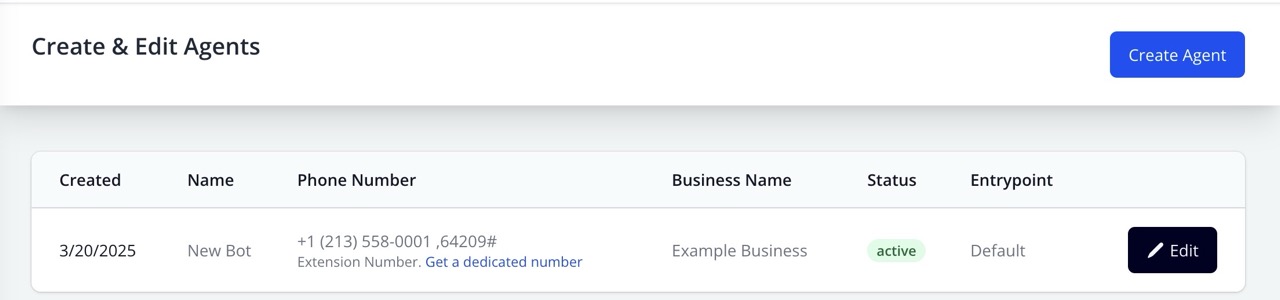 Create & Edit Agents
Create Agent
Created Name Phone Number Business Name Status Entrypoint
3/20/2025 New Bot +1 (213) 558-0001 ,64209# Example Business active Default Edit
Extension Number. Get a dedicated number